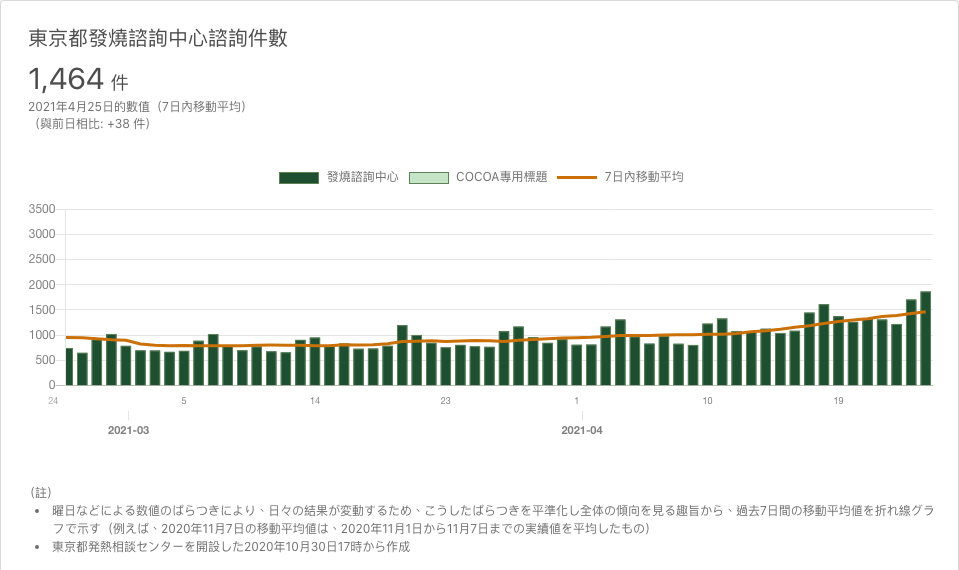 東京都發燒諮詢中心諮詢件數
1,464 件
2021年4月25日的數值（7日內移動平均）
（與前日相比: +38 件）
發燒諮詢中心 COCOA專用標題 7日內移動平均
3500
3000
2500
2000
1500
1000
500
0
24 5 14 23 1 10 19
2021-03 2021-04
（註）
• 曜日などによる数値のばらつきにより、日々の結果が変動するため、こうしたばらつきを平準化し全体の傾向を見る趣旨から、過去7日間の移動平均値を折れ線グラ
フで示す（例えば、2020年11月7日の移動平均値は、2020年11月1日から11月7日までの実績値を平均したもの）
• 東京都発熱相談センターを開設した2020年10月30日17時から作成